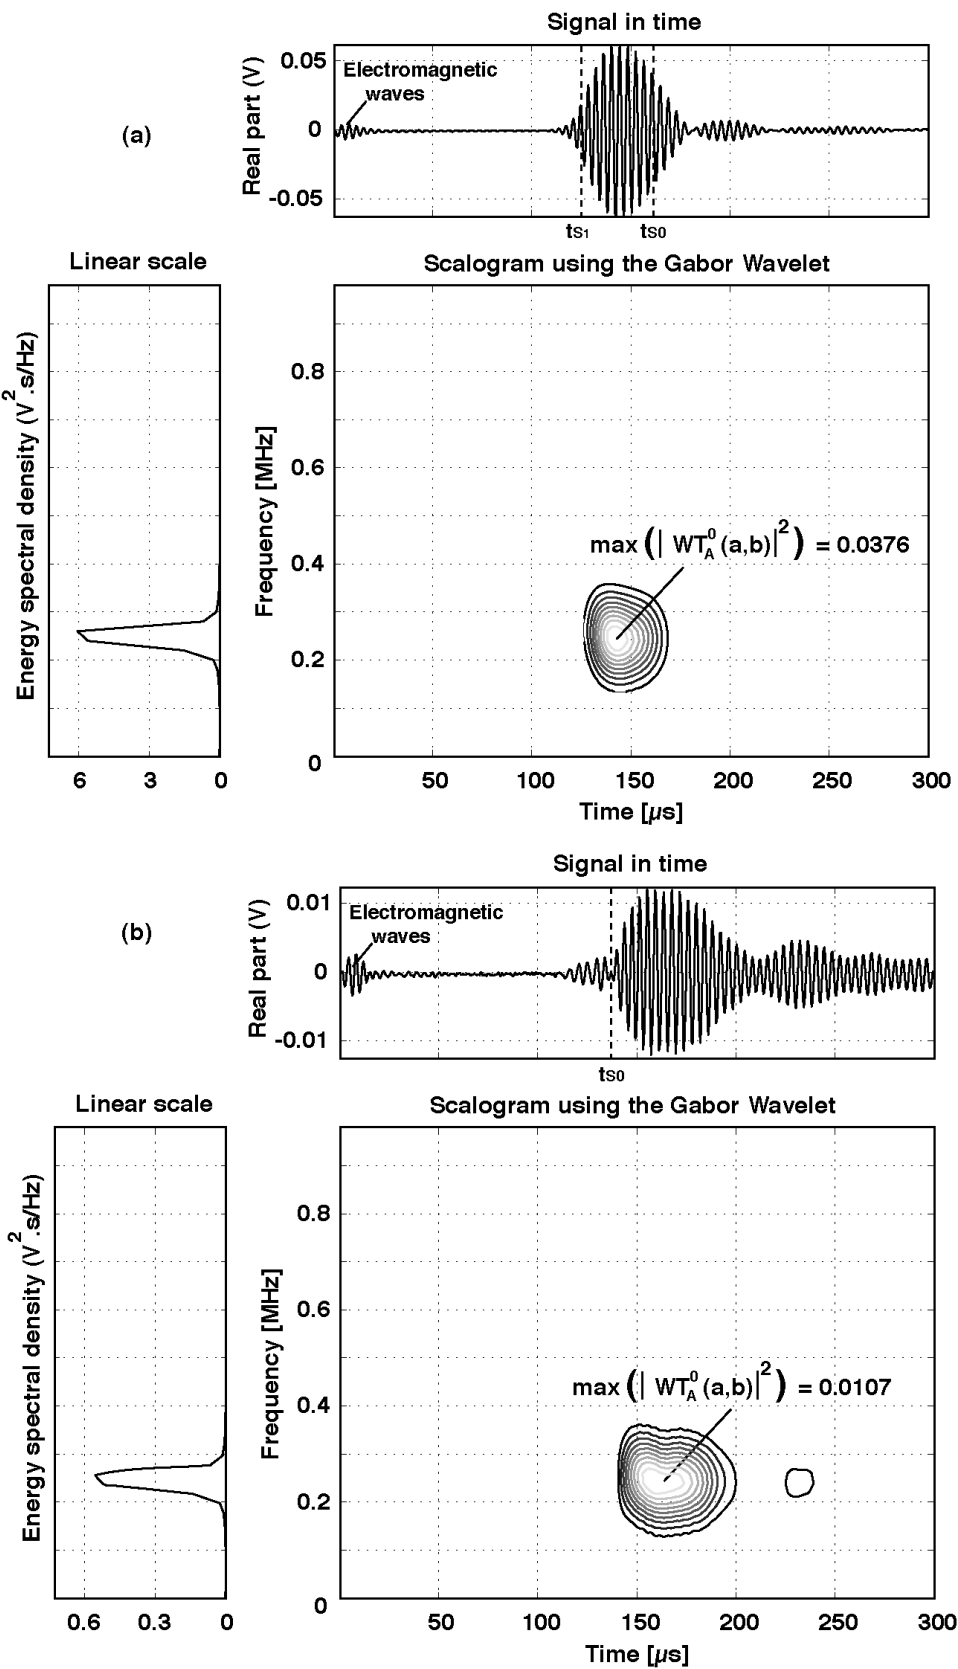 Signal in time
Real part (V)
0.05
0
-0.05
Electromagnetic
waves
(a)
tS1 tS0
Linear scale
Scalogram using the Gabor Wavelet
Energy spectral density (V2.s/Hz)
6 3 0
Frequency [MHz]
0.8
0.6
0.4
0.2
0
max (| WT0A (a,b)|2) = 0.0376
50 100 150 200 250 300
Time [µs]
Signal in time
Real part (V)
0.01
0
-0.01
Electromagnetic
waves
(b)
tS0
Linear scale
Scalogram using the Gabor Wavelet
Energy spectral density (V2.s/Hz)
0.6 0.3 0
Frequency [MHz]
0.8
0.6
0.4
0.2
0
max (| WT0A (a,b)|2) = 0.0107
50 100 150 200 250 300
Time [µs]